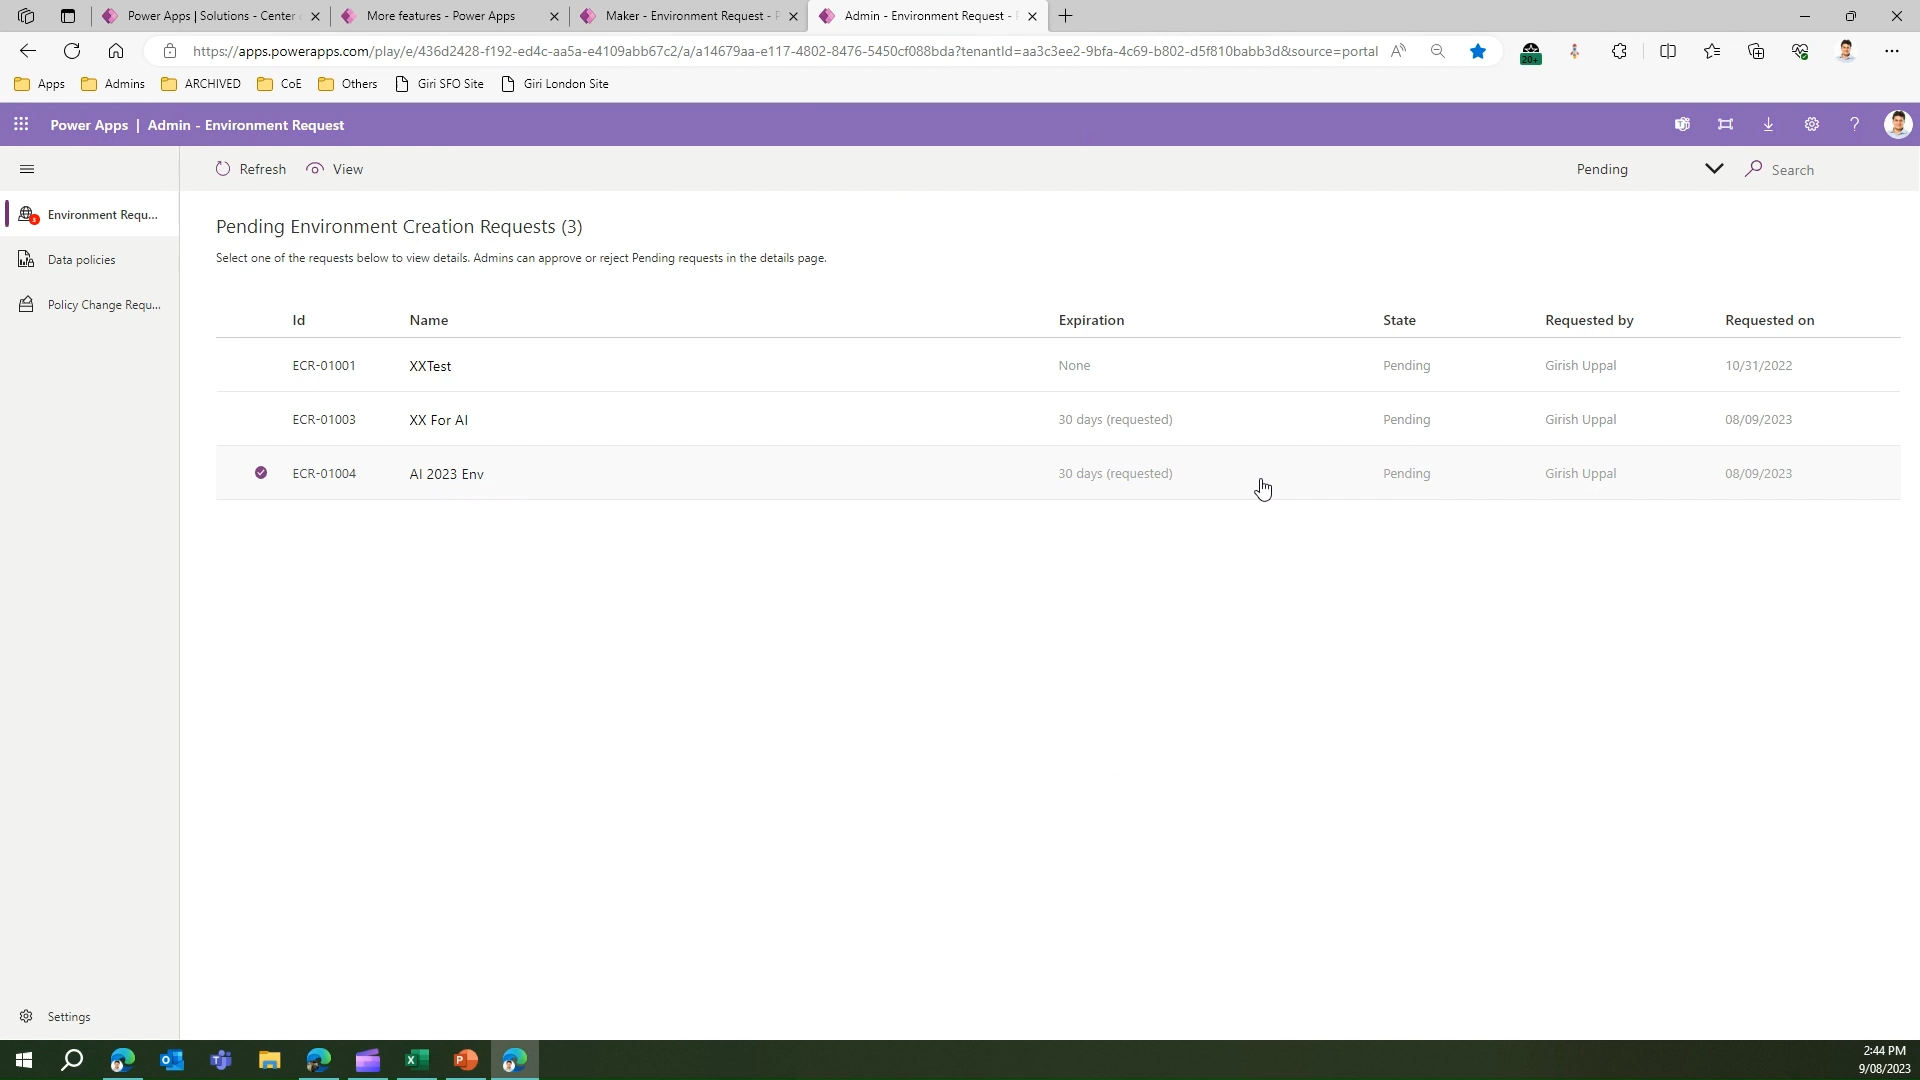 Power Apps | Solutions - Center
More features - Power Apps
Maker - Environment Request -
Admin - Environment Request -
https://apps.powerapps.com/play/e/436d2428-f192-ed4c-aa5a-e4109abb67c2/a/a14679aa-e117-4802-8476-5450cf088bda?tenantId=aa3c3ee2-9bfa-4c69-b802-d5f810babb3d&source=portal
20+
Apps
Admins
ARCHIVED
CoE
Others
Giri SFO Site
Giri London Site
Power Apps | Admin - Environment Request
Refresh
View
Pending
Search
Environment Requ...
Data policies
Policy Change Requ...
Pending Environment Creation Requests (3)
Select one of the requests below to view details. Admins can approve or reject Pending requests in the details page.
Id Name Expiration State Requested by Requested on
ECR-01001 XXTest None Pending Girish Uppal 10/31/2022
ECR-01003 XX For AI 30 days (requested) Pending Girish Uppal 08/09/2023
ECR-01004 AI 2023 Env 30 days (requested) Pending Girish Uppal 08/09/2023
Settings
2:44 PM
9/08/2023